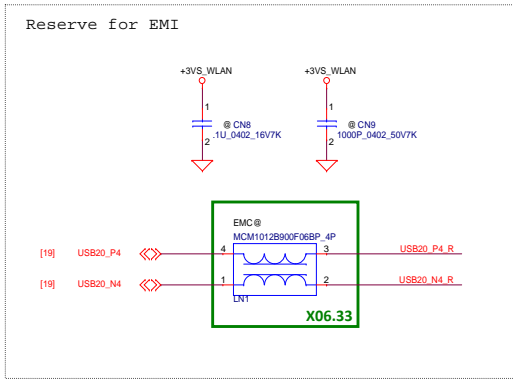 Reserve for EMI
+3VS_WLAN
+3VS_WLAN
1
1
@ CN8
@ CN9
.1U_0402_16V7K
1000P_0402_50V7K
2
2
EMC@
MCM1012B900F06BP_4P
[19] USB20_P4
4
3
USB20_P4_R
[19] USB20_N4
1
2
USB20_N4_R
LN1
X06.33